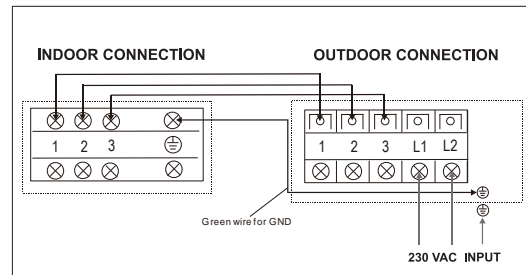 INDOOR CONNECTION
OUTDOOR CONNECTION
1 2 3
1 2 3 L1 L2
Green wire for GND
230 VAC INPUT